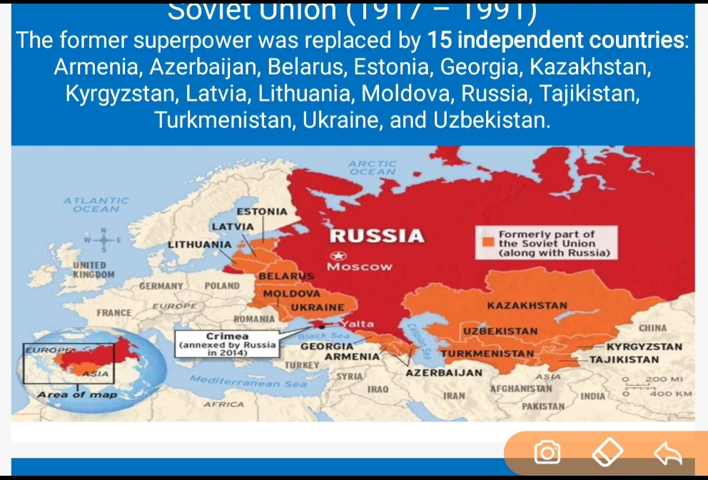 Soviet Union (1917 – 1991)
The former superpower was replaced by 15 independent countries:
Armenia, Azerbaijan, Belarus, Estonia, Georgia, Kazakhstan,
Kyrgyzstan, Latvia, Lithuania, Moldova, Russia, Tajikistan,
Turkmenistan, Ukraine, and Uzbekistan.
ARCTIC
OCEAN
ATLANTIC
OCEAN
ESTONIA
LATVIA
LITHUANIA
RUSSIA
Moscow
Formerly part of
the Soviet Union
(along with Russia)
N
W
E
S
UNITED
KINGDOM
GERMANY
POLAND
BELARUS
MOLDOVA
UKRAINE
EUROPE
FRANCE
ROMANIA
Yalta
Crimea
(annexed by Russia
in 2014)
Black Sea
Caspian Sea
KAZAKHSTAN
UZBEKISTAN
CHINA
GEORGIA
ARMENIA
TURKMENISTAN
KYRGYZSTAN
TAJIKISTAN
TURKEY
AZERBAIJAN
SYRIA
IRAQ
IRAN
ASIA
AFGHANISTAN
PAKISTAN
INDIA
0 200 MI
0 400 KM
Mediterranean Sea
AFRICA
EUROPE
ASIA
Area of map